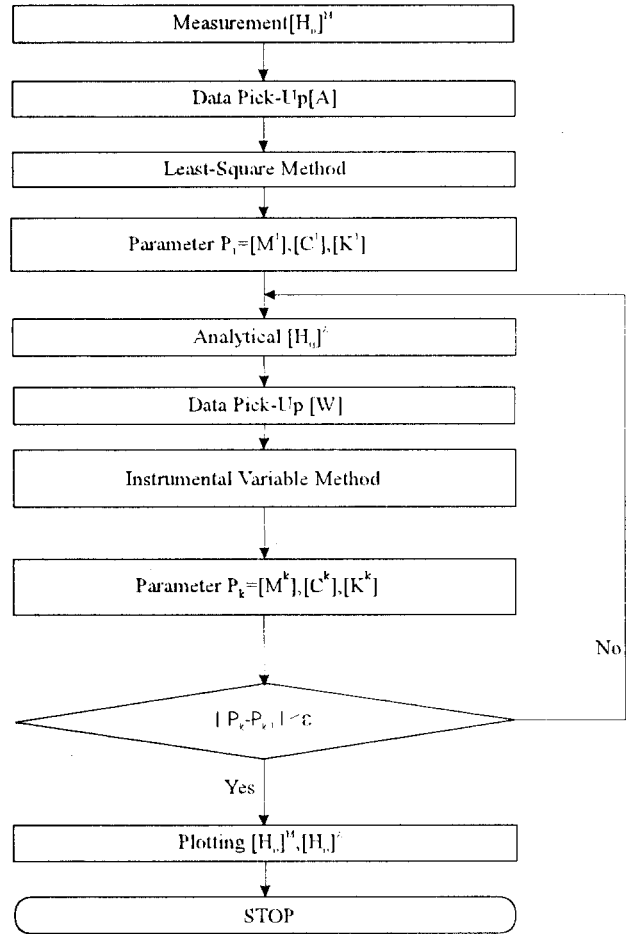 Measurement[H_ij]^M
Data Pick-Up[A]
Least-Square Method
Parameter P_1=[M^1],[C^1],[K^1]
Analytical [H_ij]^A
Data Pick-Up [W]
Instrumental Variable Method
Parameter P_k=[M^k],[C^k],[K^k]
No
| P_k-P_k-1 | < ε
Yes
Plotting [H_ij]^M,[H_ij]^A
STOP